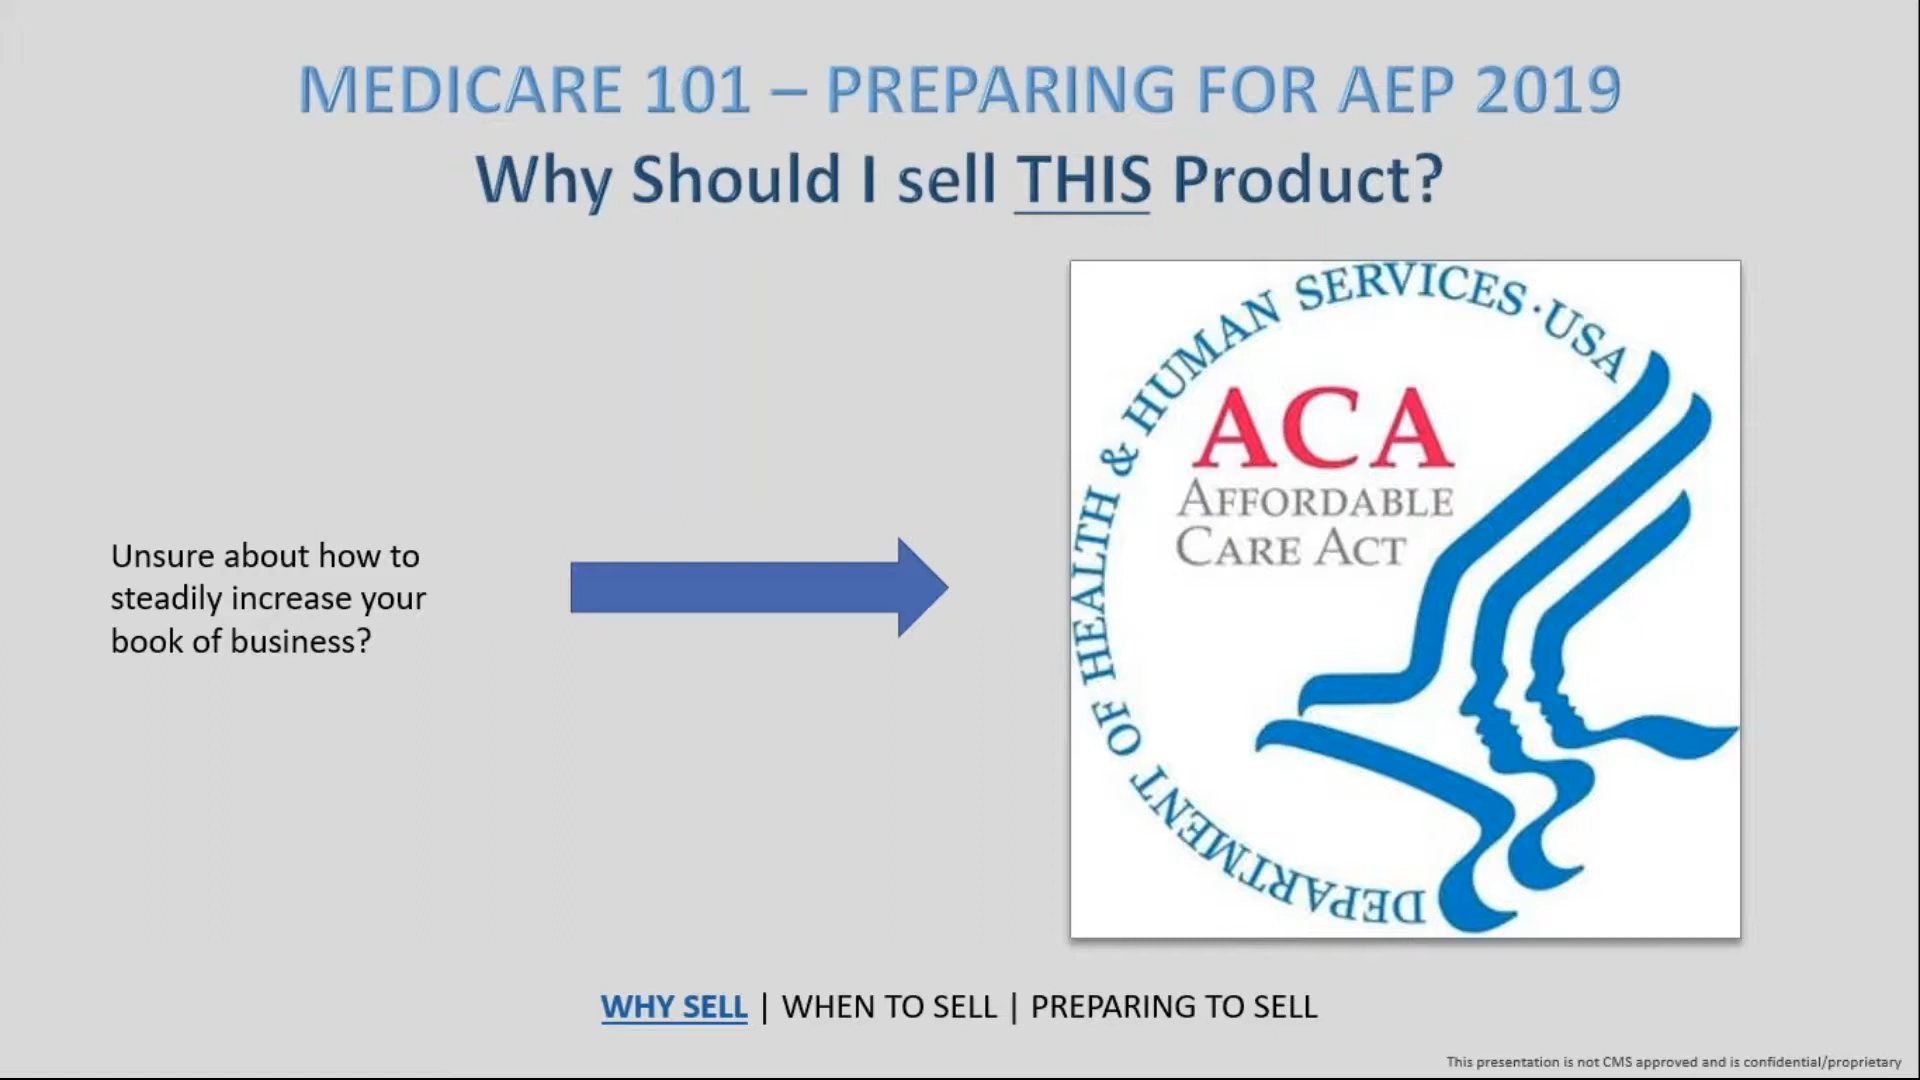 MEDICARE 101 – PREPARING FOR AEP 2019
Why Should I sell THIS Product?
Unsure about how to
steadily increase your
book of business?
DEPARTMENT OF HEALTH & HUMAN SERVICES · USA
ACA
AFFORDABLE
CARE ACT
WHY SELL | WHEN TO SELL | PREPARING TO SELL
This presentation is not CMS approved and is confidential/proprietary